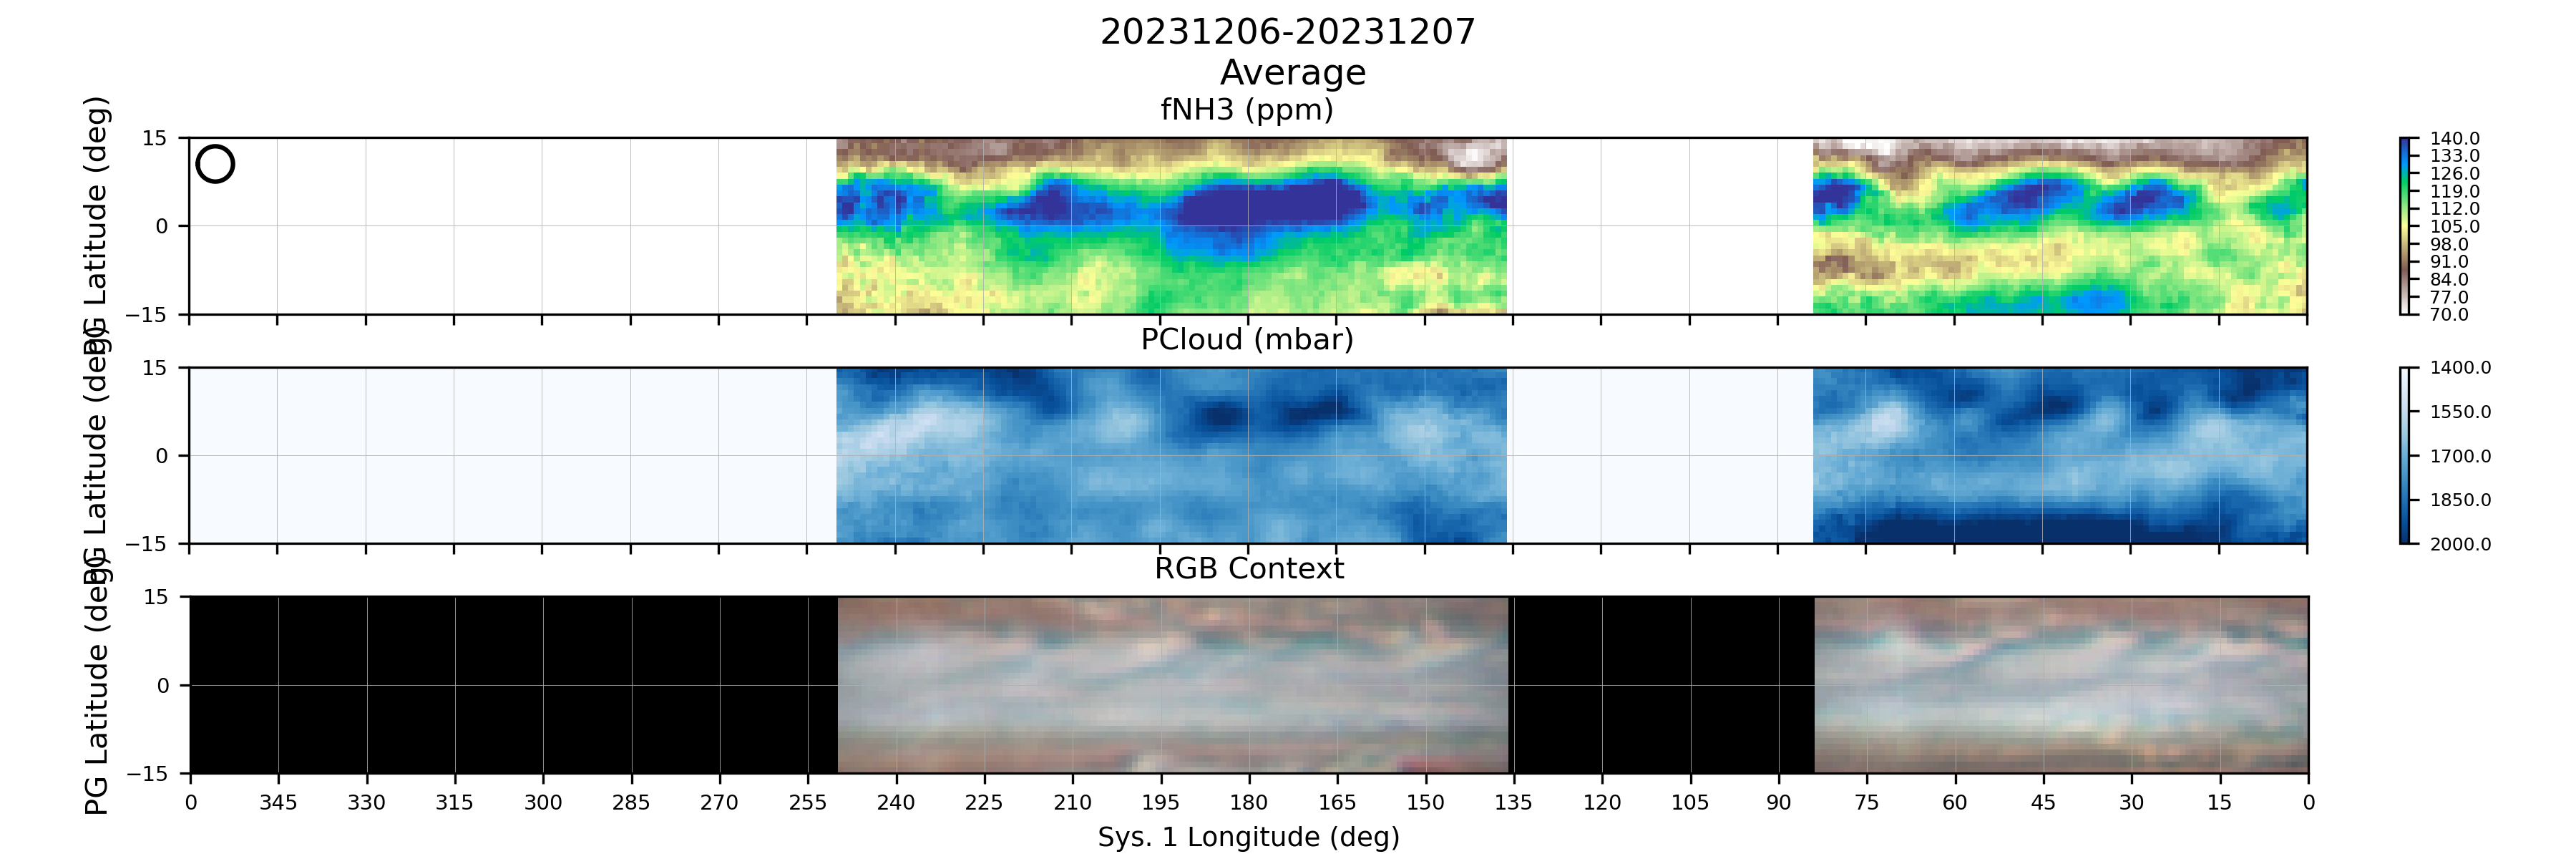 20231206-20231207
Average
fNH3 (ppm)
PG Latitude (deg)
15
0
−15
140.0
133.0
126.0
119.0
112.0
105.0
98.0
91.0
84.0
77.0
70.0
PCloud (mbar)
PG Latitude (deg)
15
0
−15
1400.0
1550.0
1700.0
1850.0
2000.0
RGB Context
PG Latitude (deg)
15
0
−15
0 345 330 315 300 285 270 255 240 225 210 195 180 165 150 135 120 105 90 75 60 45 30 15 0
Sys. 1 Longitude (deg)